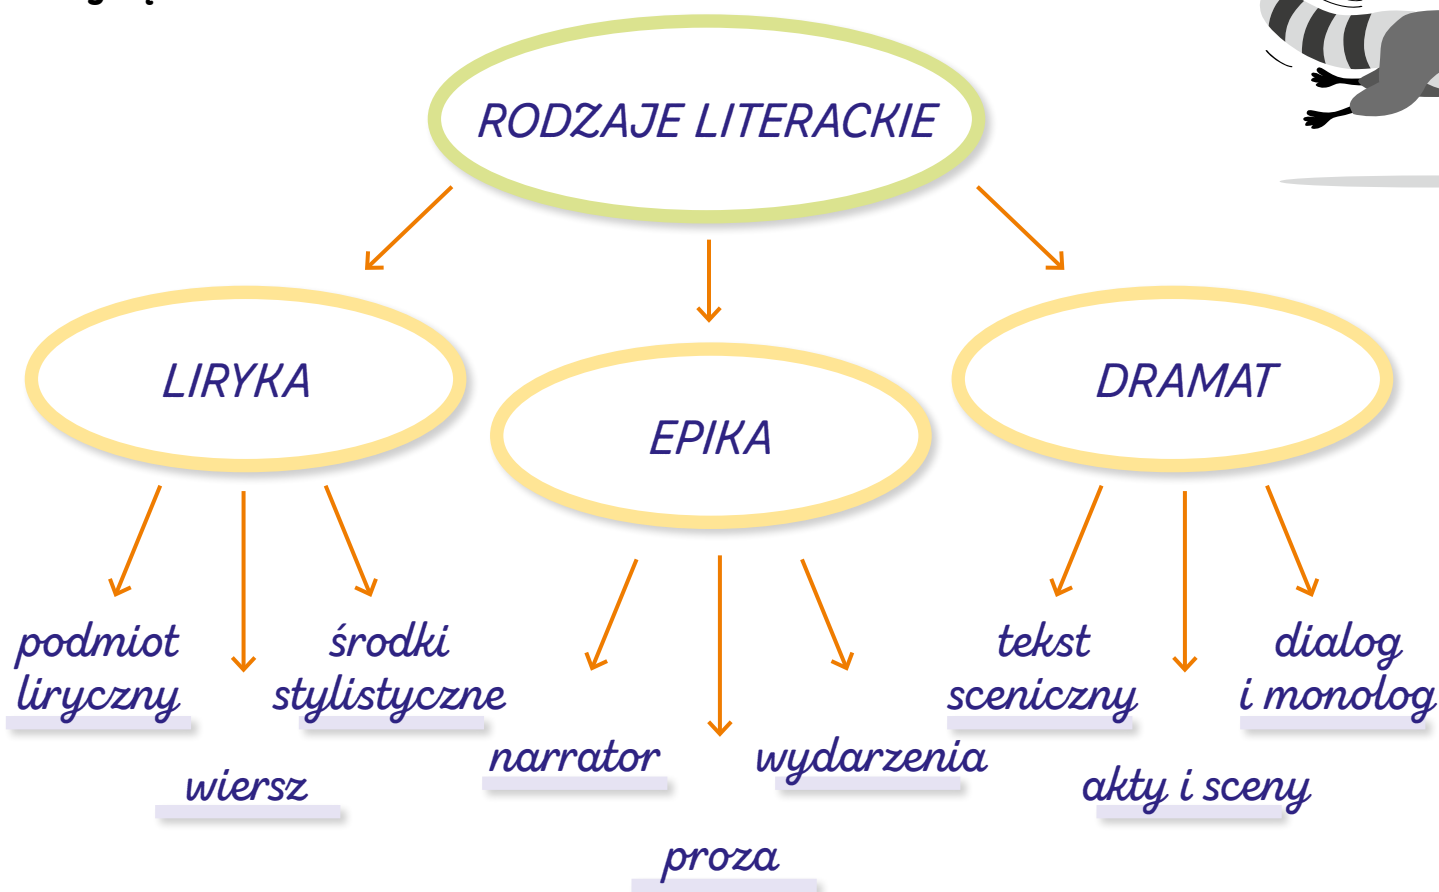 RODZAJE LITERACKIE
LIRYKA
EPIKA
DRAMAT
podmiot
liryczny
wiersz
środki
stylistyczne
narrator
proza
wydarzenia
tekst
sceniczny
akty i sceny
dialog
i monolog